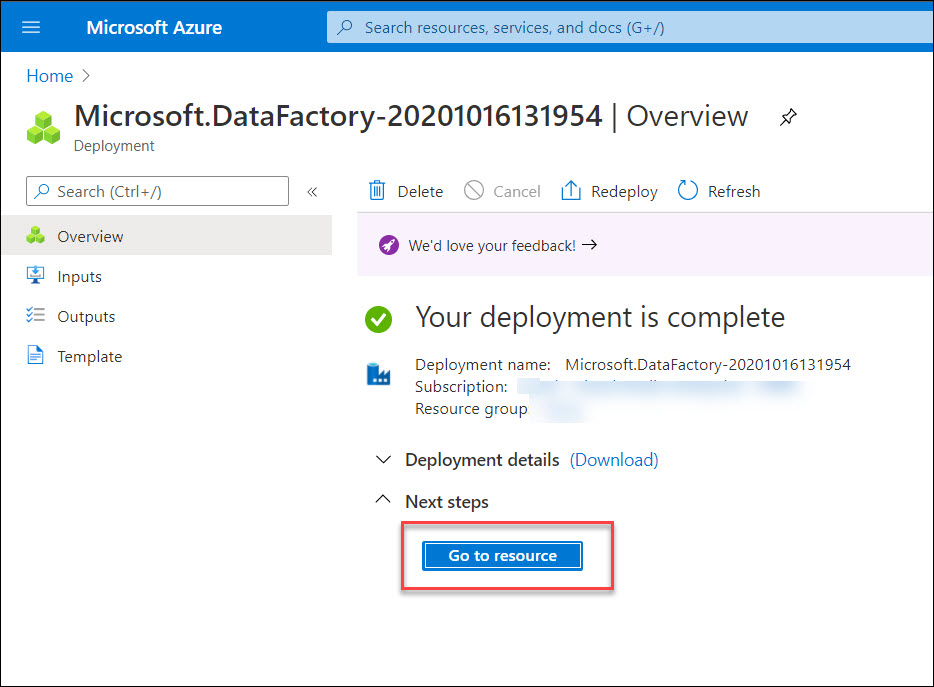 Microsoft Azure
Search resources, services, and docs (G+/)
Home
Microsoft.DataFactory-20201016131954 | Overview
Deployment
Search (Ctrl+/)
«
Delete
Cancel
Redeploy
Refresh
Overview
Inputs
Outputs
Template
We'd love your feedback! →
Your deployment is complete
Deployment name: Microsoft.DataFactory-20201016131954
Subscription:
Resource group
Deployment details (Download)
Next steps
Go to resource